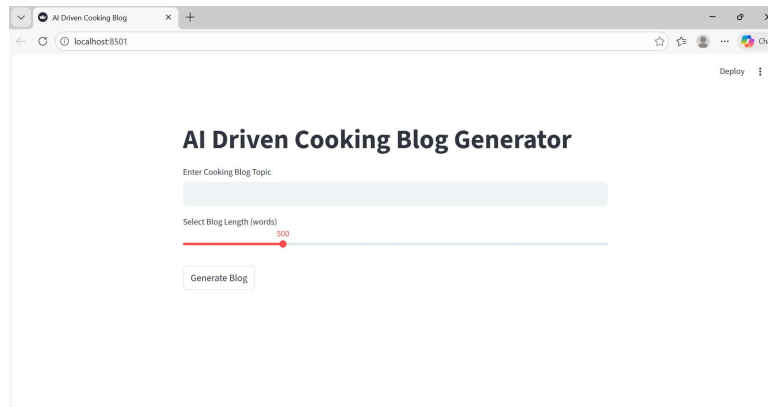 AI Driven Cooking Blog
localhost:8501
Deploy
AI Driven Cooking Blog Generator
Enter Cooking Blog Topic
Select Blog Length (words)
500
Generate Blog